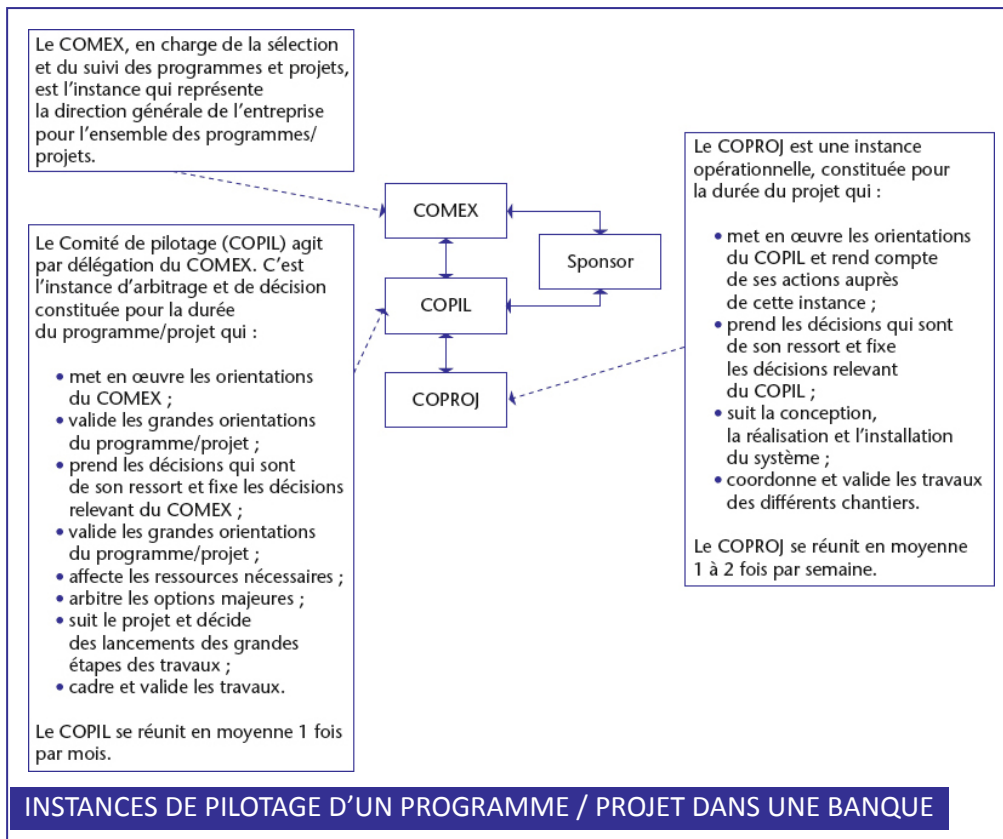 Le COMEX, en charge de la sélection
et du suivi des programmes et projets,
est l’instance qui représente
la direction générale de l’entreprise
pour l’ensemble des programmes/
projets.
COMEX
Sponsor
COPIL
COPROJ
Le Comité de pilotage (COPIL) agit
par délégation du COMEX. C’est
l’instance d’arbitrage et de décision
constituée pour la durée
du programme/projet qui :
• met en œuvre les orientations
du COMEX ;
• valide les grandes orientations
du programme/projet ;
• prend les décisions qui sont
de son ressort et fixe les décisions
relevant du COMEX ;
• valide les grandes orientations
du programme/projet ;
• affecte les ressources nécessaires ;
• arbitre les options majeures ;
• suit le projet et décide
des lancements des grandes
étapes des travaux ;
• cadre et valide les travaux.
Le COPIL se réunit en moyenne 1 fois
par mois.
Le COPROJ est une instance
opérationnelle, constituée pour
la durée du projet qui :
• met en œuvre les orientations
du COPIL et rend compte
de ses actions auprès
de cette instance ;
• prend les décisions qui sont
de son ressort et fixe
les décisions relevant
du COPIL ;
• suit la conception,
la réalisation et l’installation
du système ;
• coordonne et valide les travaux
des différents chantiers.
Le COPROJ se réunit en moyenne
1 à 2 fois par semaine.
INSTANCES DE PILOTAGE D’UN PROGRAMME / PROJET DANS UNE BANQUE